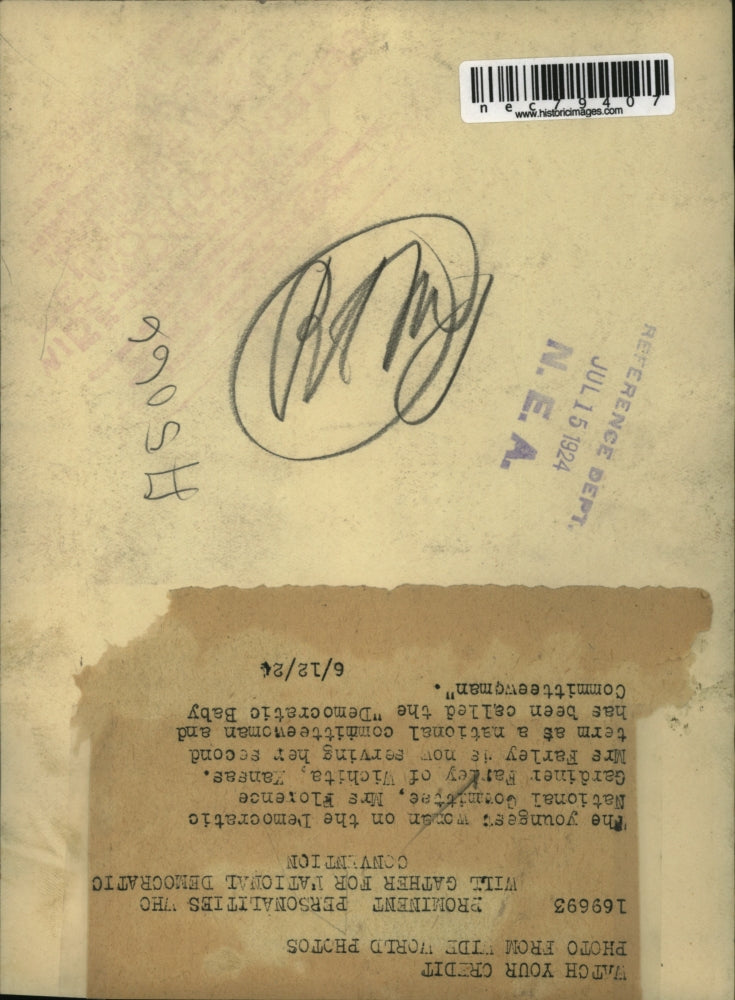 nec79407
www.historicimages.com
REFERENCE DEPT.
JUL 15 1924
N. E. A.
WATCH YOUR CREDIT
PHOTO FROM WIDE WORLD PHOTOS
169693 PROMINENT PERSONALITIES WHO
WILL GATHER FOR NATIONAL DEMOCRATIC
CONVENTION
The youngest woman on the Democratic
National Committee, Mrs Florence
Gardiner Farley of Wichita, Kansas.
Mrs Farley is now serving her second
term as a national committeewoman and
has been called the "Democratic Baby
Committeewoman".
6/12/24